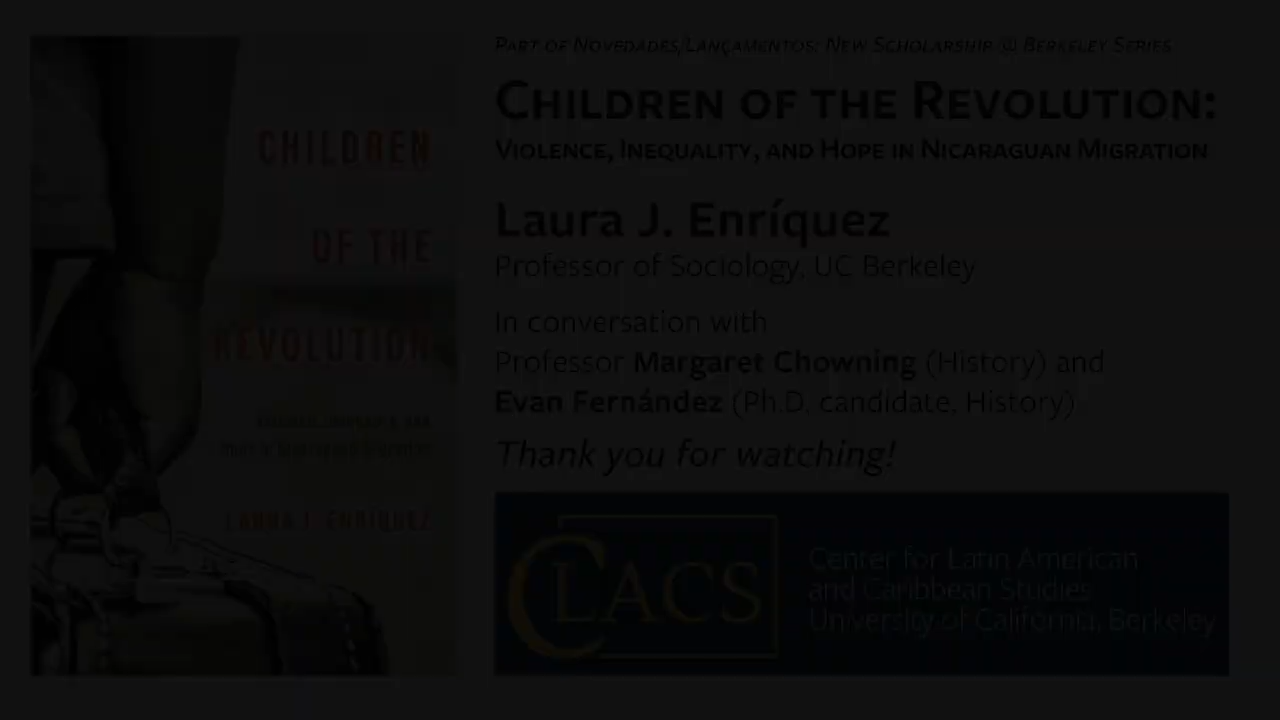 PART OF NOVEDADES/LANÇAMENTOS: NEW SCHOLARSHIP @ BERKELEY SERIES
CHILDREN OF THE REVOLUTION:
VIOLENCE, INEQUALITY, AND HOPE IN NICARAGUAN MIGRATION
Laura J. Enríquez
Professor of Sociology, UC Berkeley
In conversation with
Professor Margaret Chowning (History) and
Evan Fernández (Ph.D. candidate, History)
Thank you for watching!
CHILDREN
OF THE
REVOLUTION
LAURA J. ENRÍQUEZ
CLACS
Center for Latin American
and Caribbean Studies
University of California, Berkeley